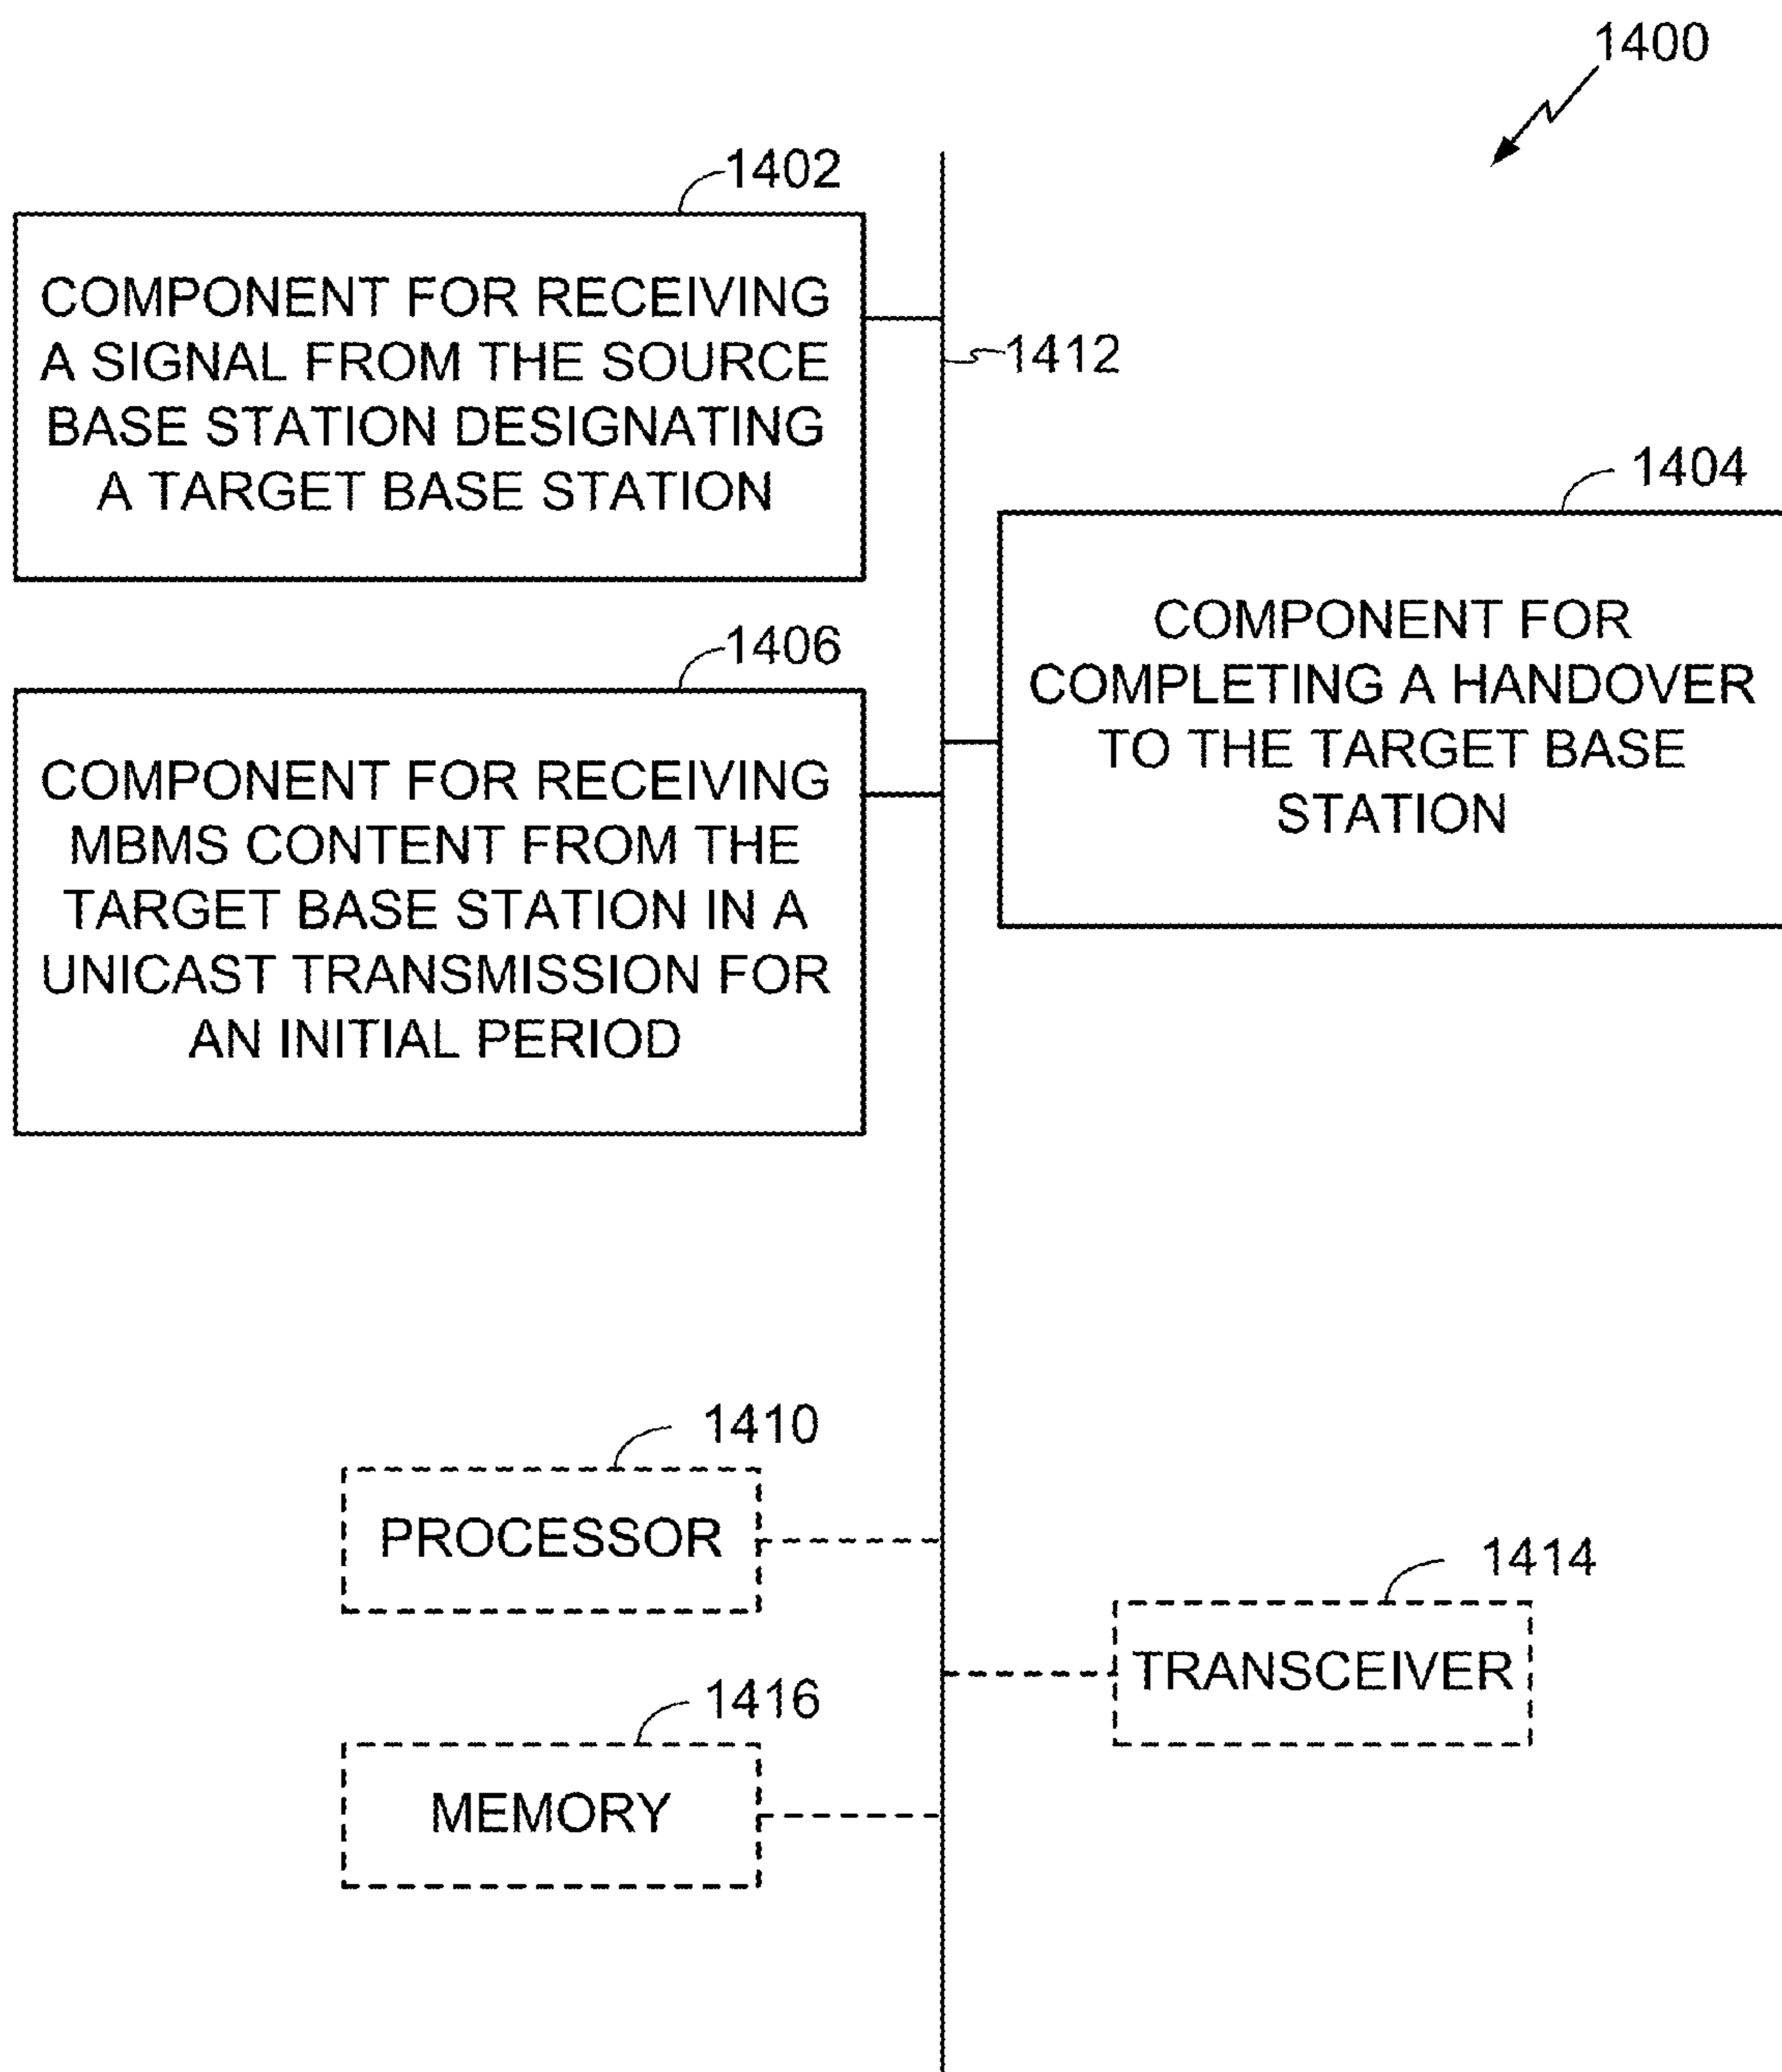 1400
1402
COMPONENT FOR RECEIVING
A SIGNAL FROM THE SOURCE
BASE STATION DESIGNATING
A TARGET BASE STATION
1412
1404
COMPONENT FOR
COMPLETING A HANDOVER
TO THE TARGET BASE
STATION
1406
COMPONENT FOR RECEIVING
MBMS CONTENT FROM THE
TARGET BASE STATION IN A
UNICAST TRANSMISSION FOR
AN INITIAL PERIOD
1410
PROCESSOR
1414
TRANSCEIVER
1416
MEMORY